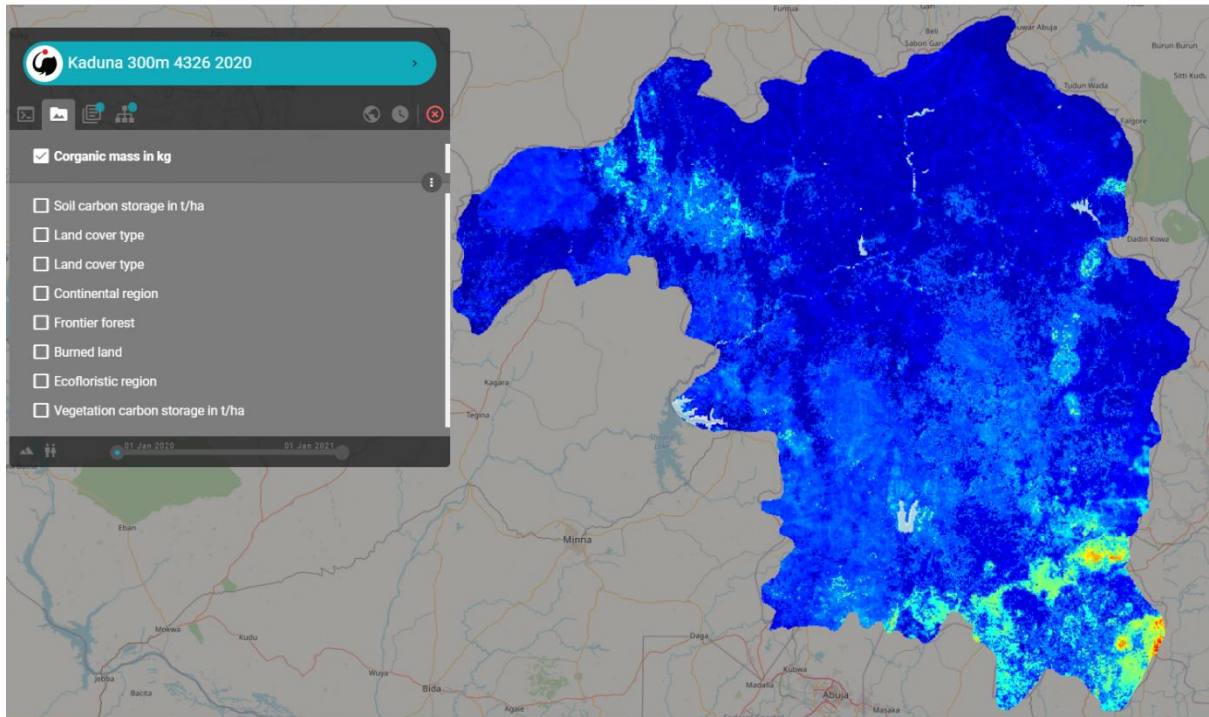 Kaduna 300m 4326 2020
Corganic mass in kg
Soil carbon storage in t/ha
Land cover type
Land cover type
Continental region
Frontier forest
Burned land
Ecofloristic region
Vegetation carbon storage in t/ha
01 Jan 2020
01 Jan 2021
Funtua
Beli
Sabon Gari
Burun Burun
Sitti
Tudun Wada
Falgore
Dadin Kowa
Kagara
Tegina
Eban
Minna
Mokwa
Kudu
Jebba
Wuya
Bacita
Bida
Agaie
Daga
Kubwa
Madalla
Abuja
Masaka